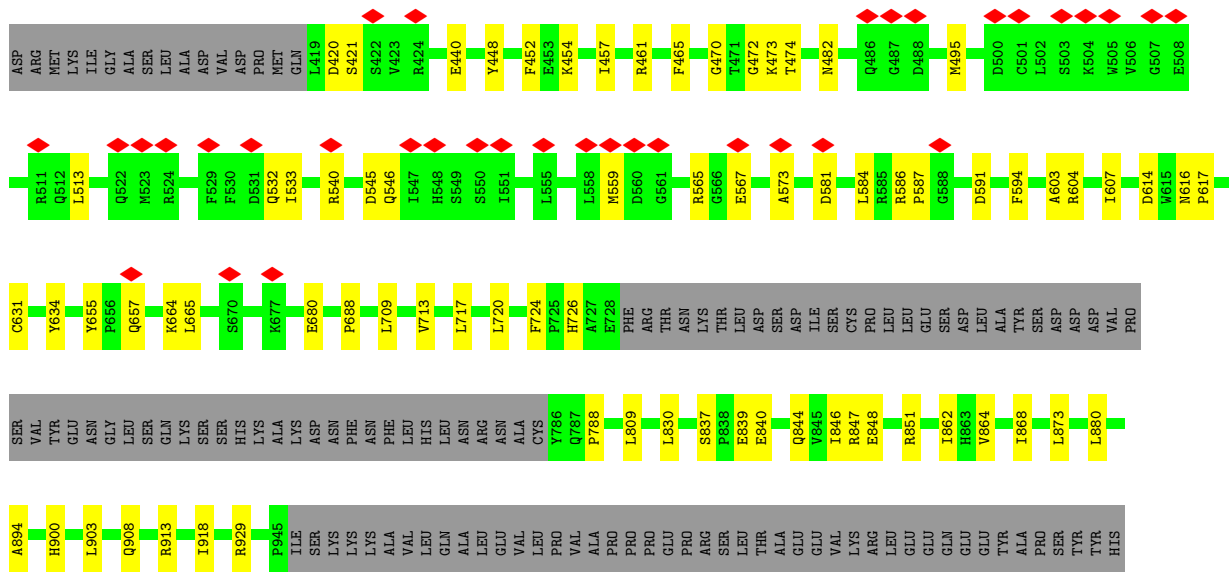 ASP ARG MET LYS ILE GLY ALA SER LEU ALA ASP VAL ASP PRO MET GLN L419 D420 S421 S422 V423 R424 E440 Y448 F452 E453 K454 I457 R461 F465 G470 T471 G472 K473 T474 N482 Q486 G487 D488 M495 D500 C501 L502 S503 K504 W505 V506 G507 E508
R511 Q512 L513 Q522 M523 R524 F529 F530 D531 Q532 I533 R540 D545 Q546 I547 H548 S549 S550 I551 L555 L558 M559 D560 G561 R565 G566 E567 A573 D581 L584 R585 R586 P587 G588 D591 F594 A603 R604 I607 D614 W615 N616 P617
C631 Y634 Y655 P656 Q657 K664 L665 S670 K677 E680 P688 L709 V713 L717 L720 F724 P725 H726 A727 E728 PHE ARG THR ASN LYS THR LEU ASP SER ASP ILE SER CYS PRO LEU LEU GLU SER ASP LEU ALA TYR SER ASP ASP ASP VAL PRO
SER VAL TYR GLU ASN GLY LEU SER GLN LYS SER SER HIS LYS ALA LYS ASP ASN PHE ASN PHE LEU HIS LEU ASN ARG ASN ALA CYS Y786 Q787 P788 L809 L830 S837 P838 E839 E840 Q844 V845 I846 R847 E848 R851 I862 H863 V864 I868 L873 L880
A894 H900 L903 Q908 R913 I918 R929 P945 ILE SER LYS LYS LYS ALA VAL LEU GLN ALA LEU GLU VAL LEU PRO VAL ALA PRO PRO PRO GLU PRO ARG SER LEU THR ALA GLU GLU VAL LYS ARG LEU GLU GLU GLN GLU GLU TYR ALA PRO SER TYR TYR HIS